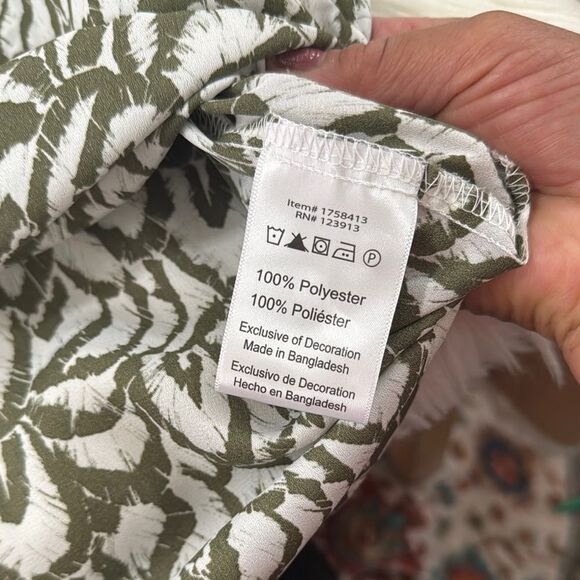 Item# 1758413
RN# 123913
P
100% Polyester
100% Poliéster
Exclusive of Decoration
Made in Bangladesh
Exclusivo de Decoration
Hecho en Bangladesh